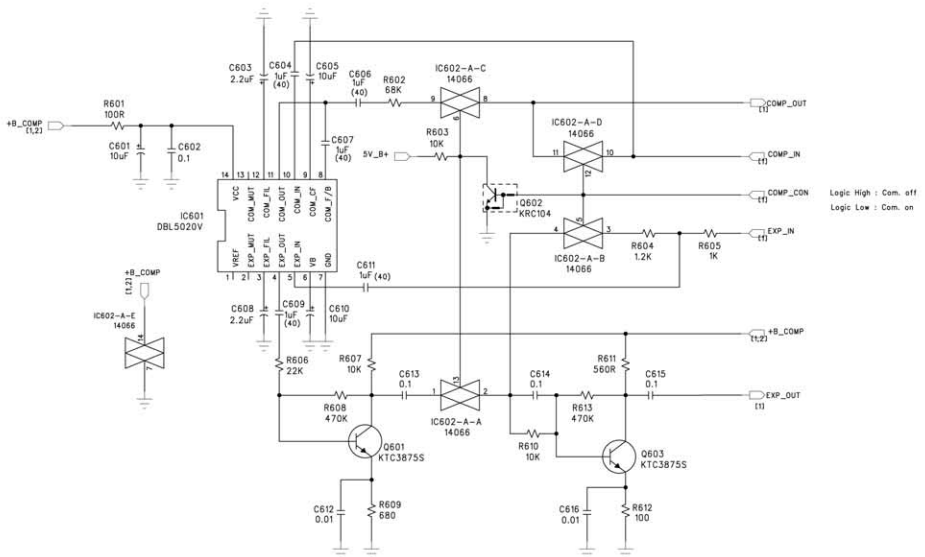 C603
2.2uF
C604
1uF
(40)
C605
10uF
C606
1uF
(40)
R602
68K
IC602-A-C
14066
9
8
6
COMP_OUT
[1]
R601
100R
+B_COMP
[1,2]
C601
10uF
C602
0.1
C607
1uF
(40)
R603
10K
5V_B+
IC602-A-D
14066
11
10
12
COMP_IN
[1]
14 13 12 11 10 9 8
VCC
COM_MUT
COM_FIL
COM_OUT
COM_IN
COM_CF
COM_F/B
IC601
DBL5020V
VREF
EXP_MUT
EXP_FIL
EXP_OUT
EXP_IN
VB
GND
1 2 3 4 5 6 7
Q602
KRC104
COMP_CON
[1]
Logic High : Com. off
Logic Low : Com. on
5
4
3
IC602-A-B
14066
R604
1.2K
R605
1K
EXP_IN
[1]
C611
1uF (40)
C608
2.2uF
C609
1uF
(40)
C610
10uF
+B_COMP
[1,2]
IC602-A-E
14066
14
7
+B_COMP
[1,2]
R606
22K
R607
10K
C613
0.1
13
1
2
IC602-A-A
14066
C614
0.1
R611
560R
C615
0.1
EXP_OUT
[1]
R608
470K
R613
470K
R610
10K
Q601
KTC3875S
Q603
KTC3875S
C612
0.01
R609
680
C616
0.01
R612
100